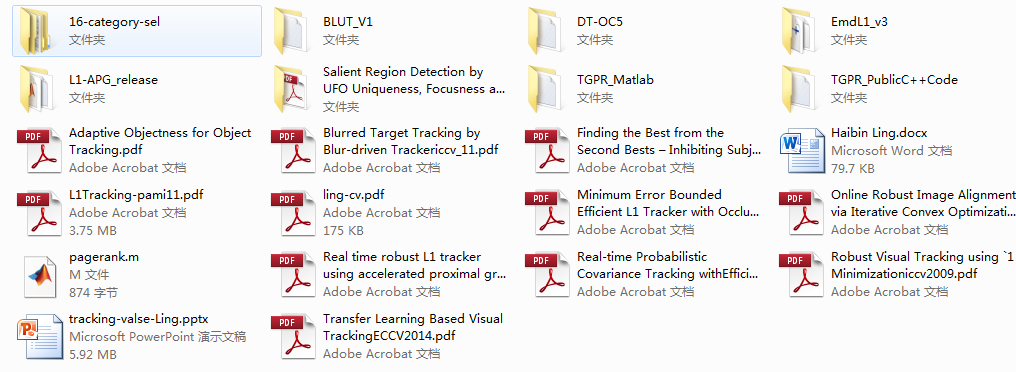 16-category-sel
文件夹
BLUT_V1
文件夹
DT-OC5
文件夹
EmdL1_v3
文件夹
L1-APG_release
文件夹
Salient Region Detection by
UFO Uniqueness, Focusness a...
文件夹
TGPR_Matlab
文件夹
TGPR_PublicC++Code
文件夹
PDF
Adaptive Objectness for Object
Tracking.pdf
Adobe Acrobat 文档
Blurred Target Tracking by
Blur-driven Trackericcv_11.pdf
Adobe Acrobat 文档
Finding the Best from the
Second Bests – Inhibiting Subj...
Adobe Acrobat 文档
Haibin Ling.docx
Microsoft Word 文档
79.7 KB
L1Tracking-pami11.pdf
Adobe Acrobat 文档
3.75 MB
ling-cv.pdf
Adobe Acrobat 文档
175 KB
Minimum Error Bounded
Efficient L1 Tracker with Occlu...
Adobe Acrobat 文档
Online Robust Image Alignment
via Iterative Convex Optimizati...
Adobe Acrobat 文档
pagerank.m
M 文件
874 字节
Real time robust L1 tracker
using accelerated proximal gr...
Adobe Acrobat 文档
Real-time Probabilistic
Covariance Tracking withEffici...
Adobe Acrobat 文档
Robust Visual Tracking using `1
Minimizationiccv2009.pdf
Adobe Acrobat 文档
tracking-valse-Ling.pptx
Microsoft PowerPoint 演示文稿
5.92 MB
Transfer Learning Based Visual
TrackingECCV2014.pdf
Adobe Acrobat 文档